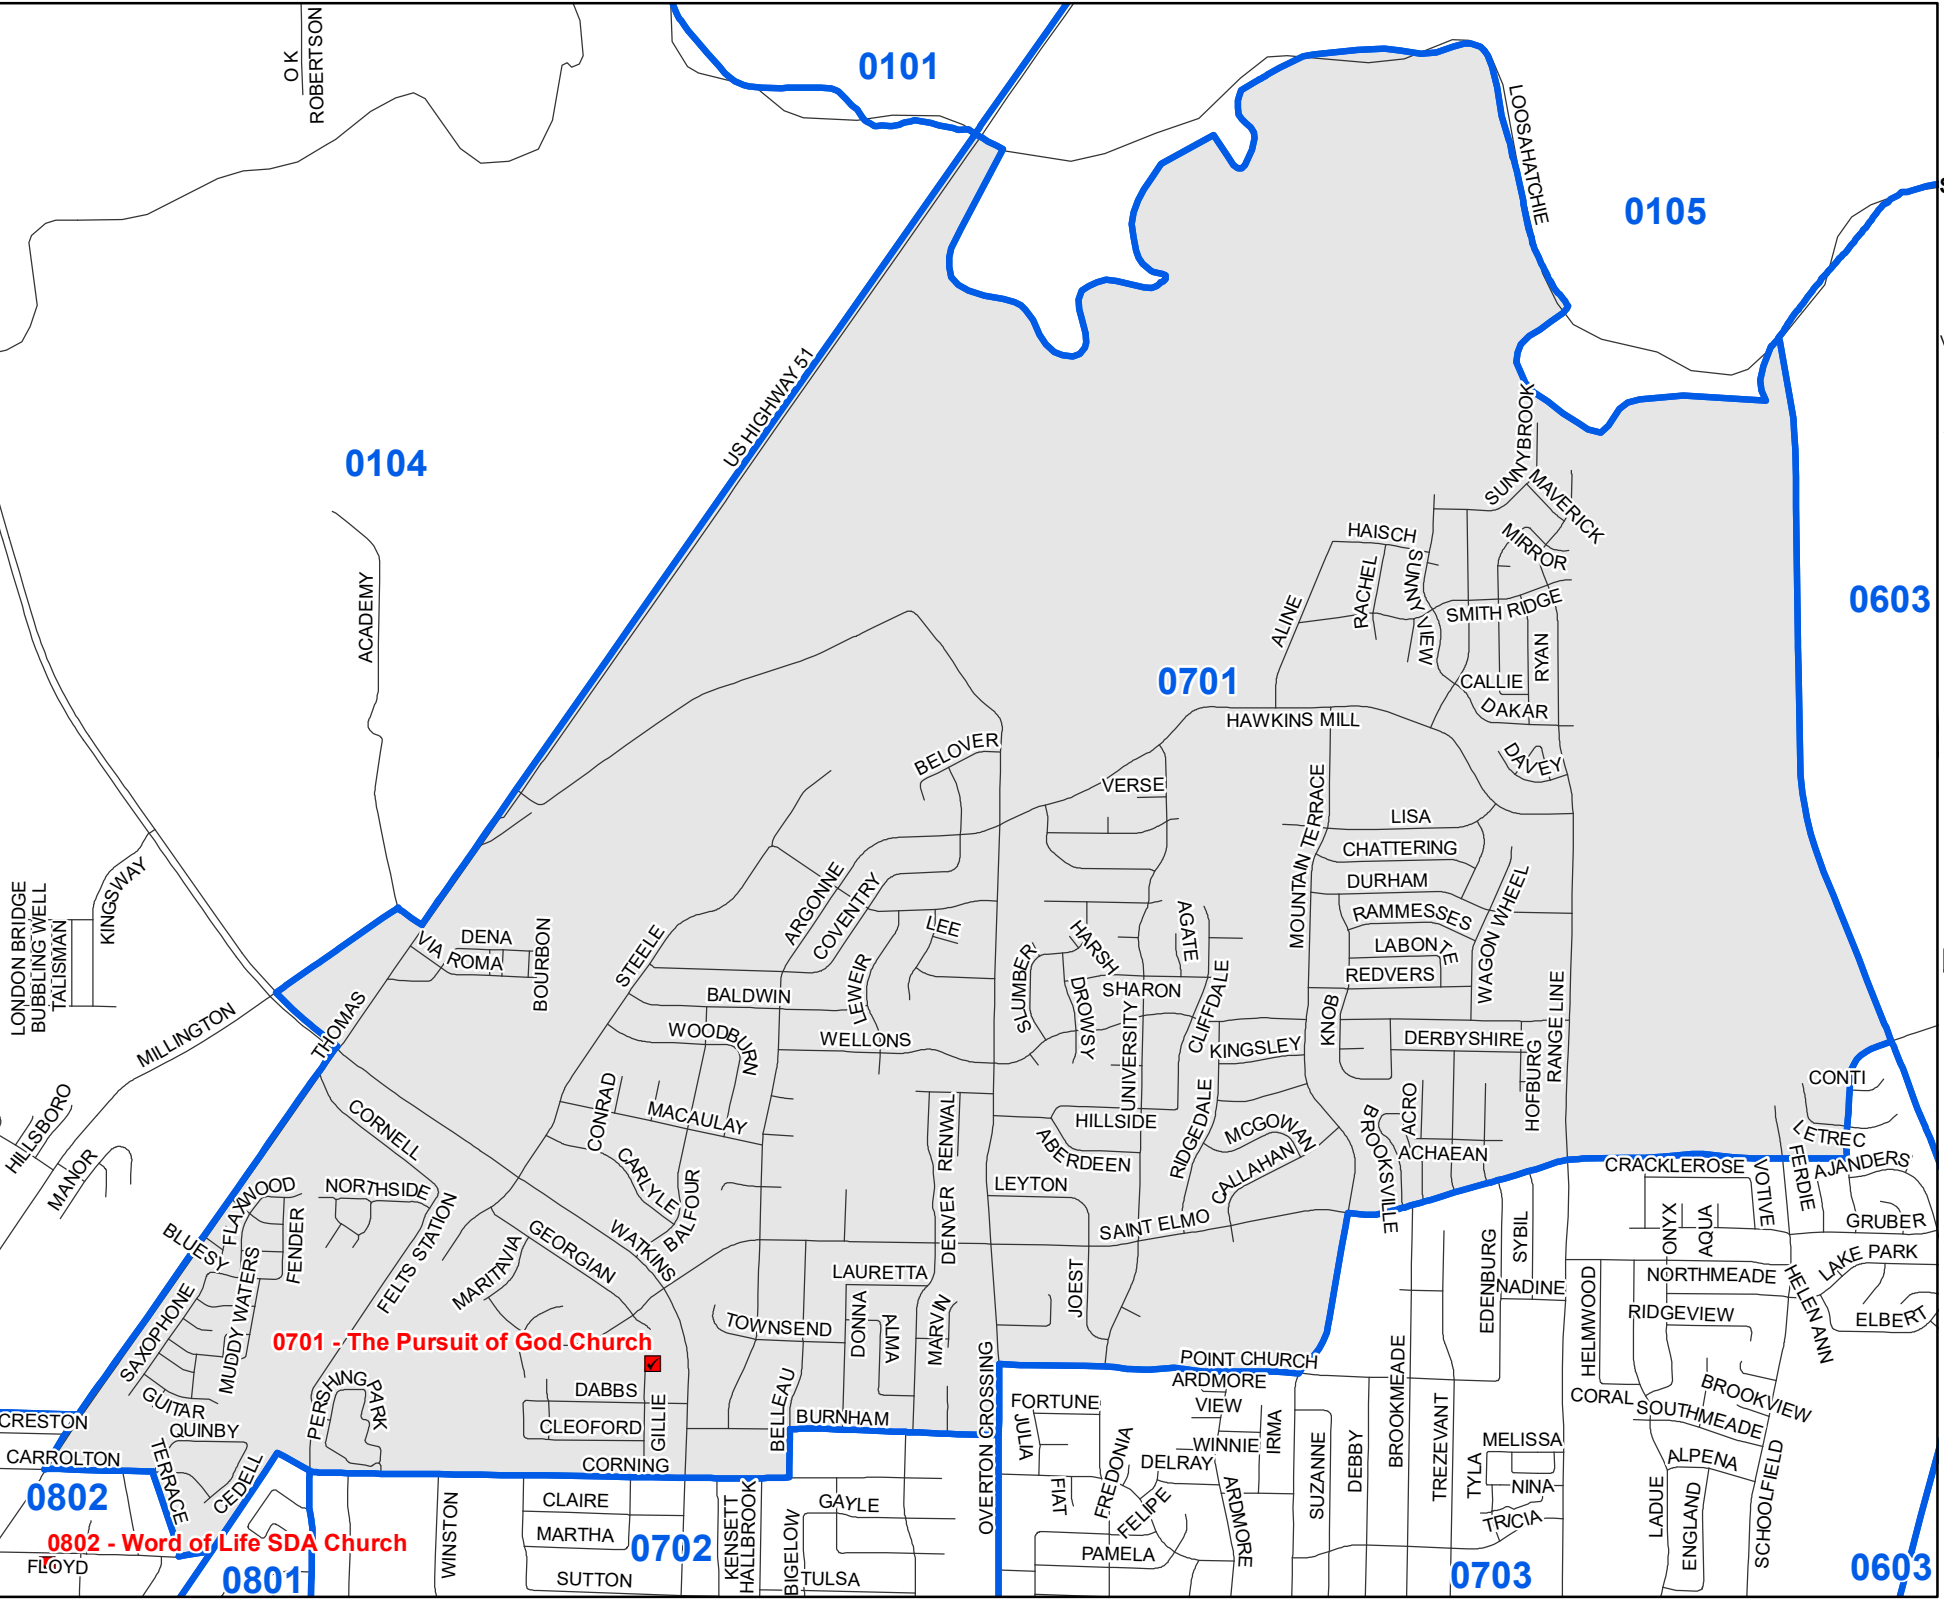 O K
ROBERTSON
0101
LOOSAHATCHIE
0105
US HIGHWAY 51
0104
SUNNYBROOK
MAVERICK
HAISCH
MIRROR
ACADEMY
RACHEL
SUNNY VIEW
SMITH RIDGE
0603
ALINE
RYAN
0701
CALLIE
DAKAR
HAWKINS MILL
BELOVER
DAVEY
VERSE
MOUNTAIN TERRACE
LISA
CHATTERING
KINGSWAY
LONDON BRIDGE
BUBBLING WELL
TALISMAN
ARGONNE
COVENTRY
DURHAM
WAGON WHEEL
RAMMESSES
AGATE
LEE
HARSH
VIA ROMA
DENA
BOURBON
STEELE
LABONTE
REDVERS
SLUMBER
LEWEIR
BALDWIN
DROWSY
SHARON
CLIFFDALE
KNOB
RANGE LINE
MILLINGTON
THOMAS
WOODBURN
WELLONS
UNIVERSITY
KINGSLEY
DERBYSHIRE
HOFBURG
CONTI
HILLSBORO
CORNELL
CONRAD
MACAULAY
RENWAL
HILLSIDE
RIDGEDALE
MCGOWAN
BROOKSVILLE
ACRO
LETREC
MANOR
ABERDEEN
CALLAHAN
ACHAEAN
CRACKLEROSE
VOTIVE
FERDIE
AJANDERS
FLAXWOOD
NORTHSIDE
CARLYLE
BALFOUR
LEYTON
BLUESY
FENDER
FELTS STATION
GEORGIAN
WATKINS
DENVER
SAINT ELMO
EDENBURG
SYBIL
ONYX
AQUA
GRUBER
LAKE PARK
MUDDY WATERS
MARITAVIA
LAURETTA
JOEST
NADINE
HELMWOOD
NORTHMEADE
HELEN ANN
SAXOPHONE
TOWNSEND
DONNA
ALMA
MARVIN
RIDGEVIEW
ELBERT
0701 - The Pursuit of God Church
OVERTON CROSSING
POINT CHURCH
BROOKMEADE
PERSHING PARK
DABBS
GILLIE
BELLEAU
ARDMORE
VIEW
CORAL
BROOKVIEW
GUITAR
QUINBY
CRESTON
CLEOFORD
BURNHAM
FORTUNE
JULIA
IRMA
SUZANNE
DEBBY
TREZEVANT
SOUTHMEADE
CARROLTON
TERRACE
CEDELL
CORNING
FREDONIA
WINNIE
DELRAY
MELISSA
TYLA
ALPENA
0802
CLAIRE
KENSETT
HALLBROOK
GAYLE
FIAT
FELIPE
ARDMORE
NINA
LADUE
ENGLAND
SCHOOLFIELD
0802 - Word of Life SDA Church
WINSTON
MARTHA
0702
BIGELOW
PAMELA
TRICIA
FLOYD
0801
SUTTON
TULSA
0703
0603